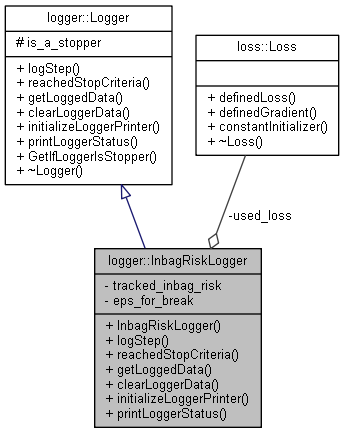 logger::Logger
# is_a_stopper
+ logStep()
+ reachedStopCriteria()
+ getLoggedData()
+ clearLoggerData()
+ initializeLoggerPrinter()
+ printLoggerStatus()
+ GetIfLoggerIsStopper()
+ ~Logger()
loss::Loss
+ definedLoss()
+ definedGradient()
+ constantInitializer()
+ ~Loss()
-used_loss
logger::InbagRiskLogger
- tracked_inbag_risk
- eps_for_break
+ InbagRiskLogger()
+ logStep()
+ reachedStopCriteria()
+ getLoggedData()
+ clearLoggerData()
+ initializeLoggerPrinter()
+ printLoggerStatus()